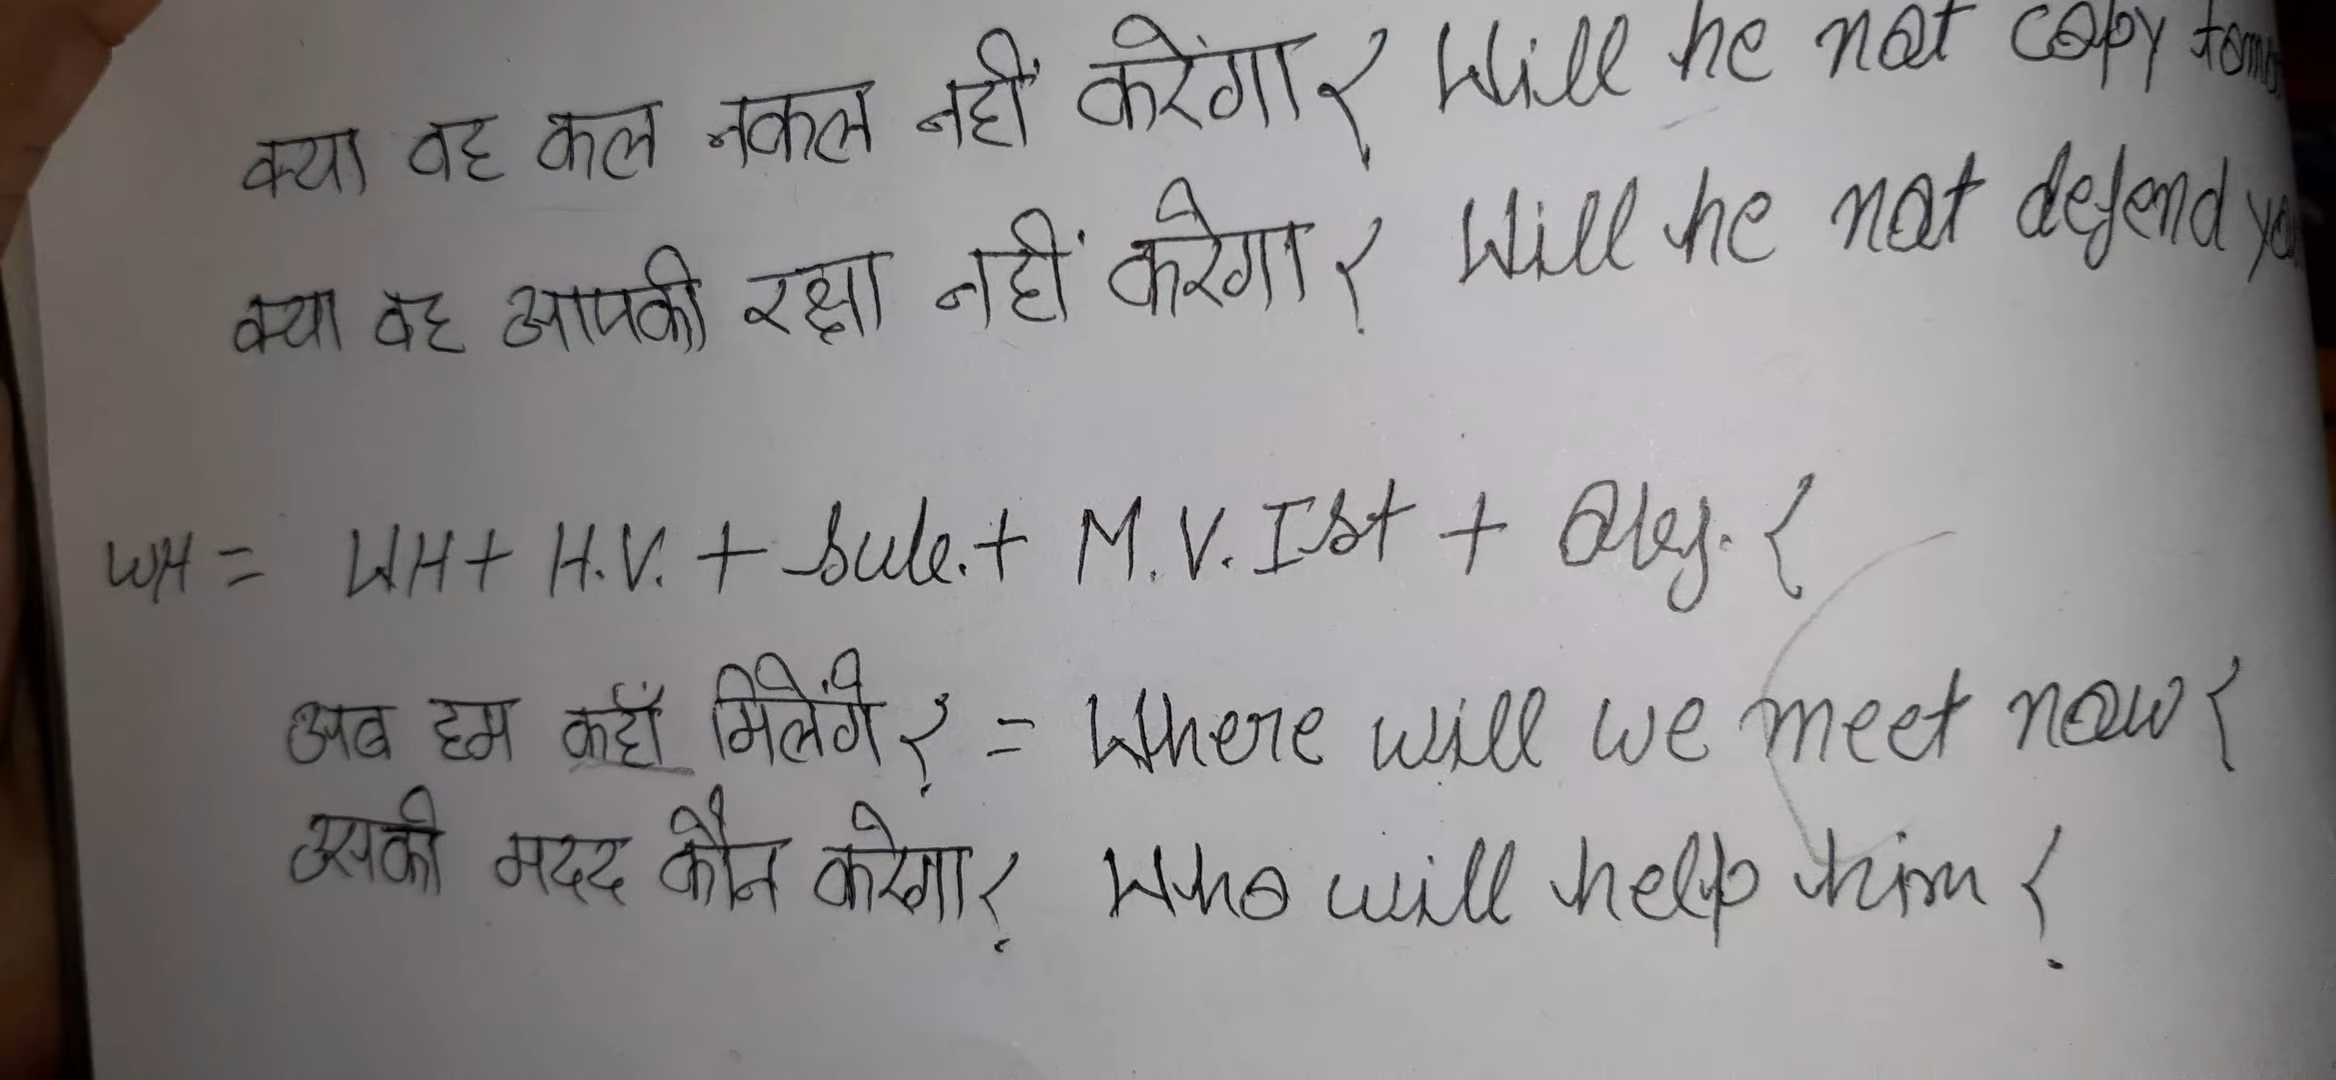 क्या वह कल नकल नहीं करेंगा? Will he not copy
क्या वह आपकी रक्षा नहीं करेगा? Will he not defend
WH = WH + H.V. + Sub. + M.V. Ist + Obj. ?
अब हम कहाँ मिलेंगे? = Where will we meet now?
उसकी मदद कौन करेगा? Who will help him?